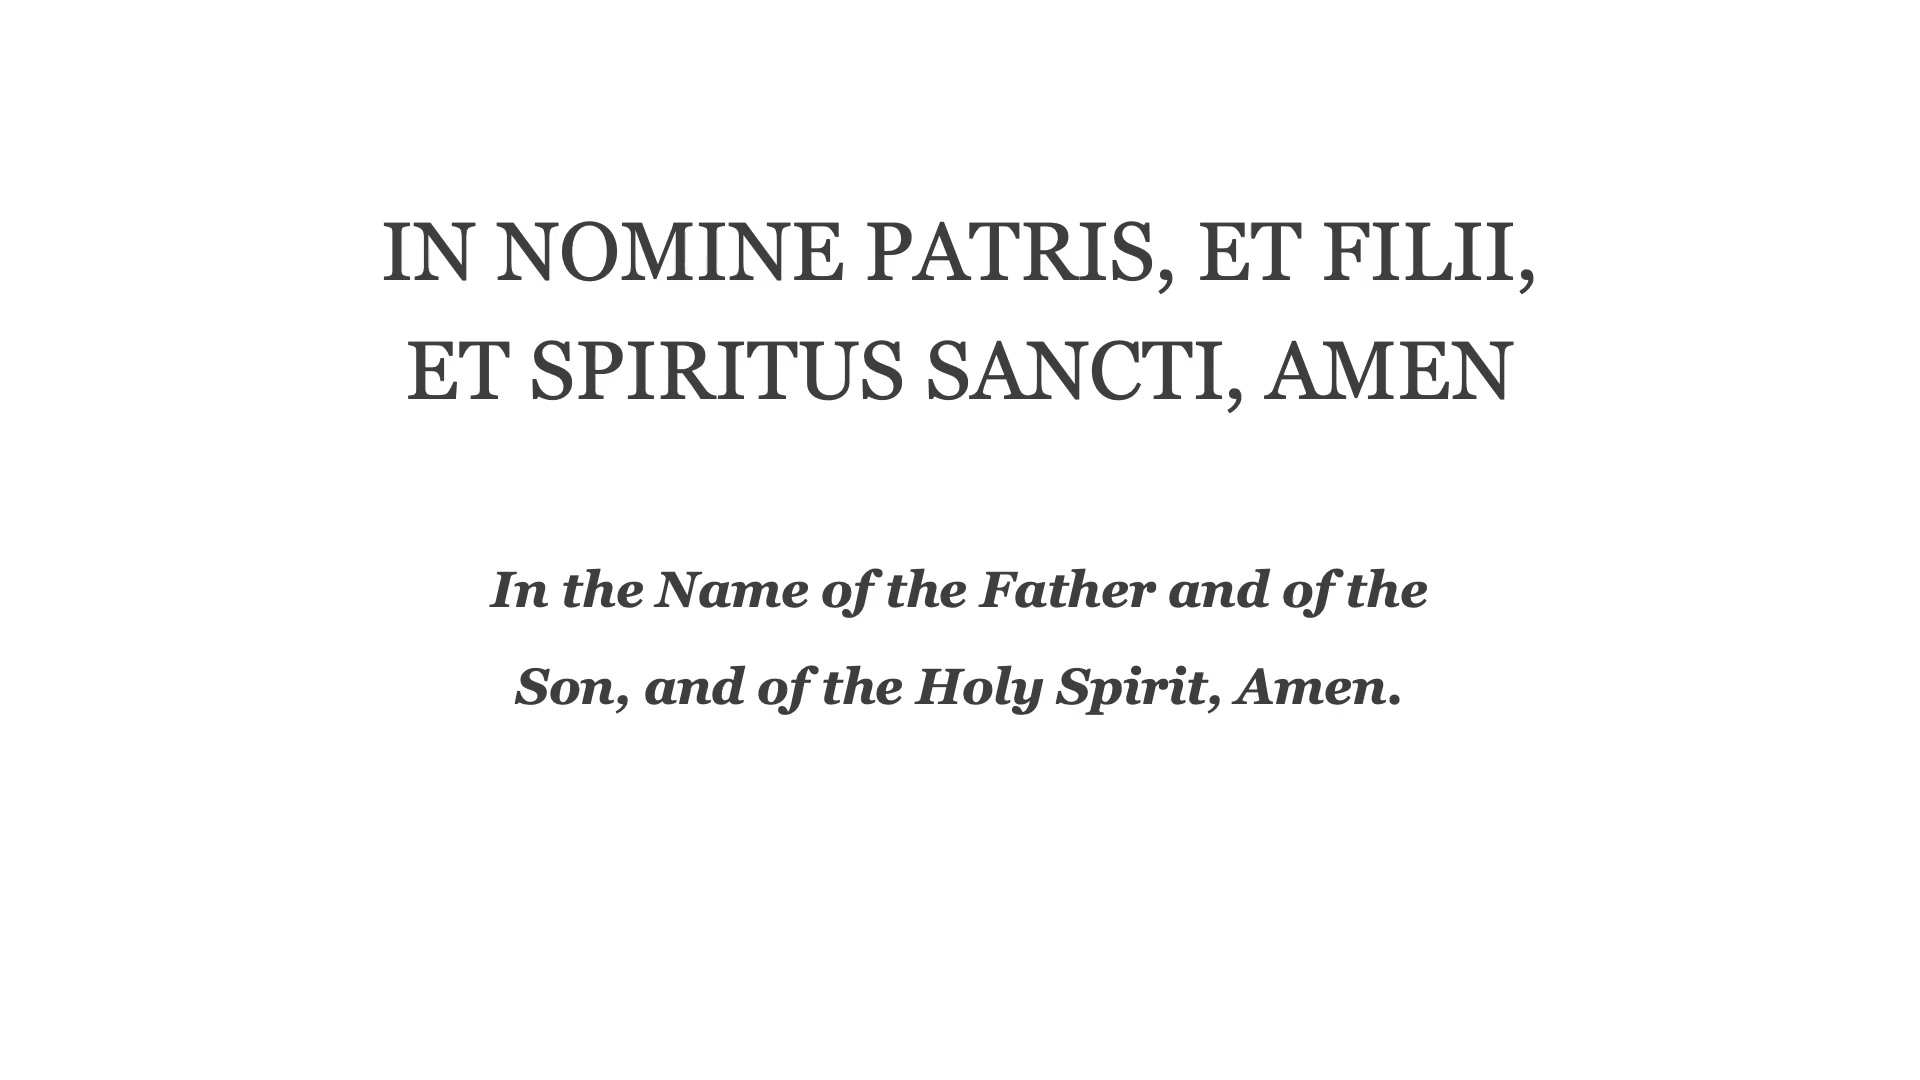 IN NOMINE PATRIS, ET FILII,
ET SPIRITUS SANCTI, AMEN
In the Name of the Father and of the
Son, and of the Holy Spirit, Amen.